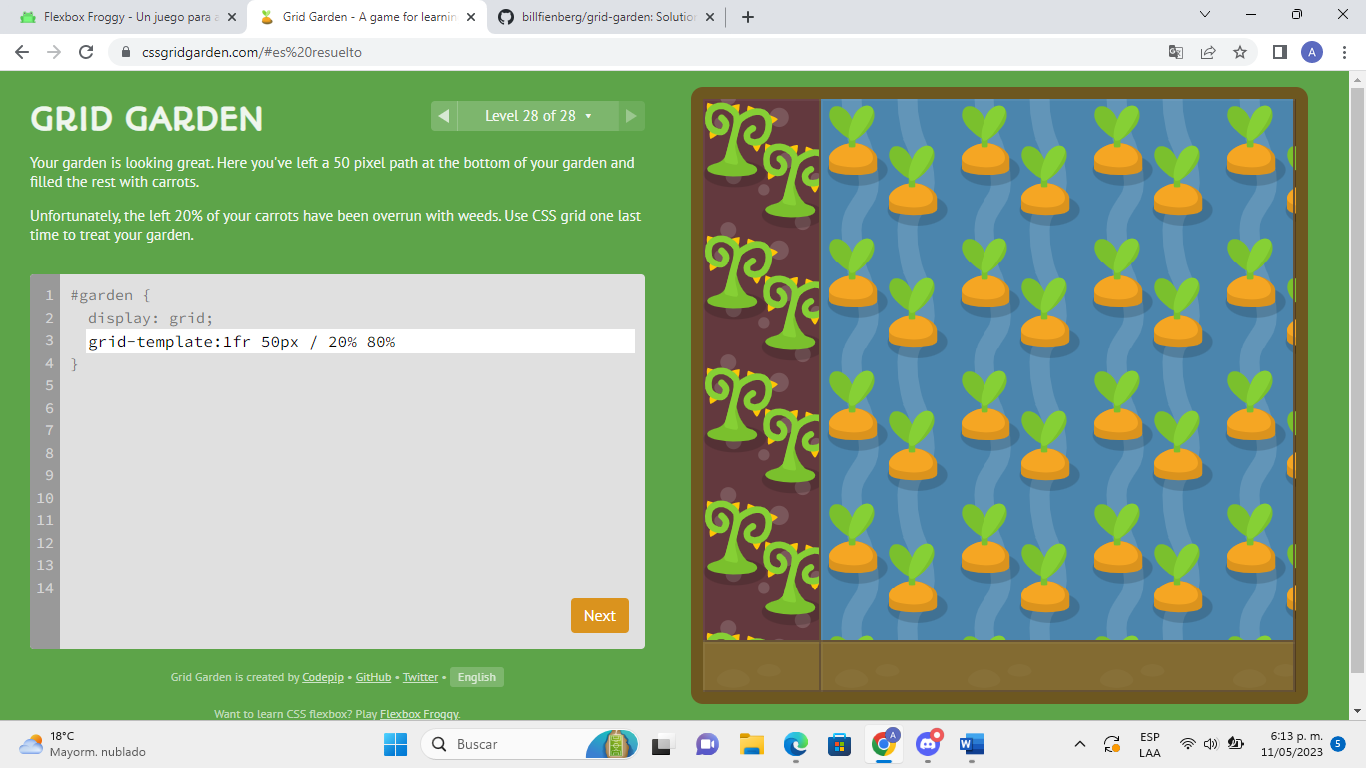 Flexbox Froggy - Un juego para a
Grid Garden - A game for learnin
billfienberg/grid-garden: Solution
cssgridgarden.com/#es%20resuelto
A
GRID GARDEN
Level 28 of 28
Your garden is looking great. Here you've left a 50 pixel path at the bottom of your garden and
filled the rest with carrots.
Unfortunately, the left 20% of your carrots have been overrun with weeds. Use CSS grid one last
time to treat your garden.
1 #garden {
2 display: grid;
3 grid-template:1fr 50px / 20% 80%
4 }
5
6
7
8
9
10
11
12
13
14
Next
Grid Garden is created by Codepip • GitHub • Twitter • English
Want to learn CSS flexbox? Play Flexbox Froggy.
18°C
Mayorm. nublado
Buscar
A
W
ESP
LAA
6:13 p. m.
11/05/2023
5